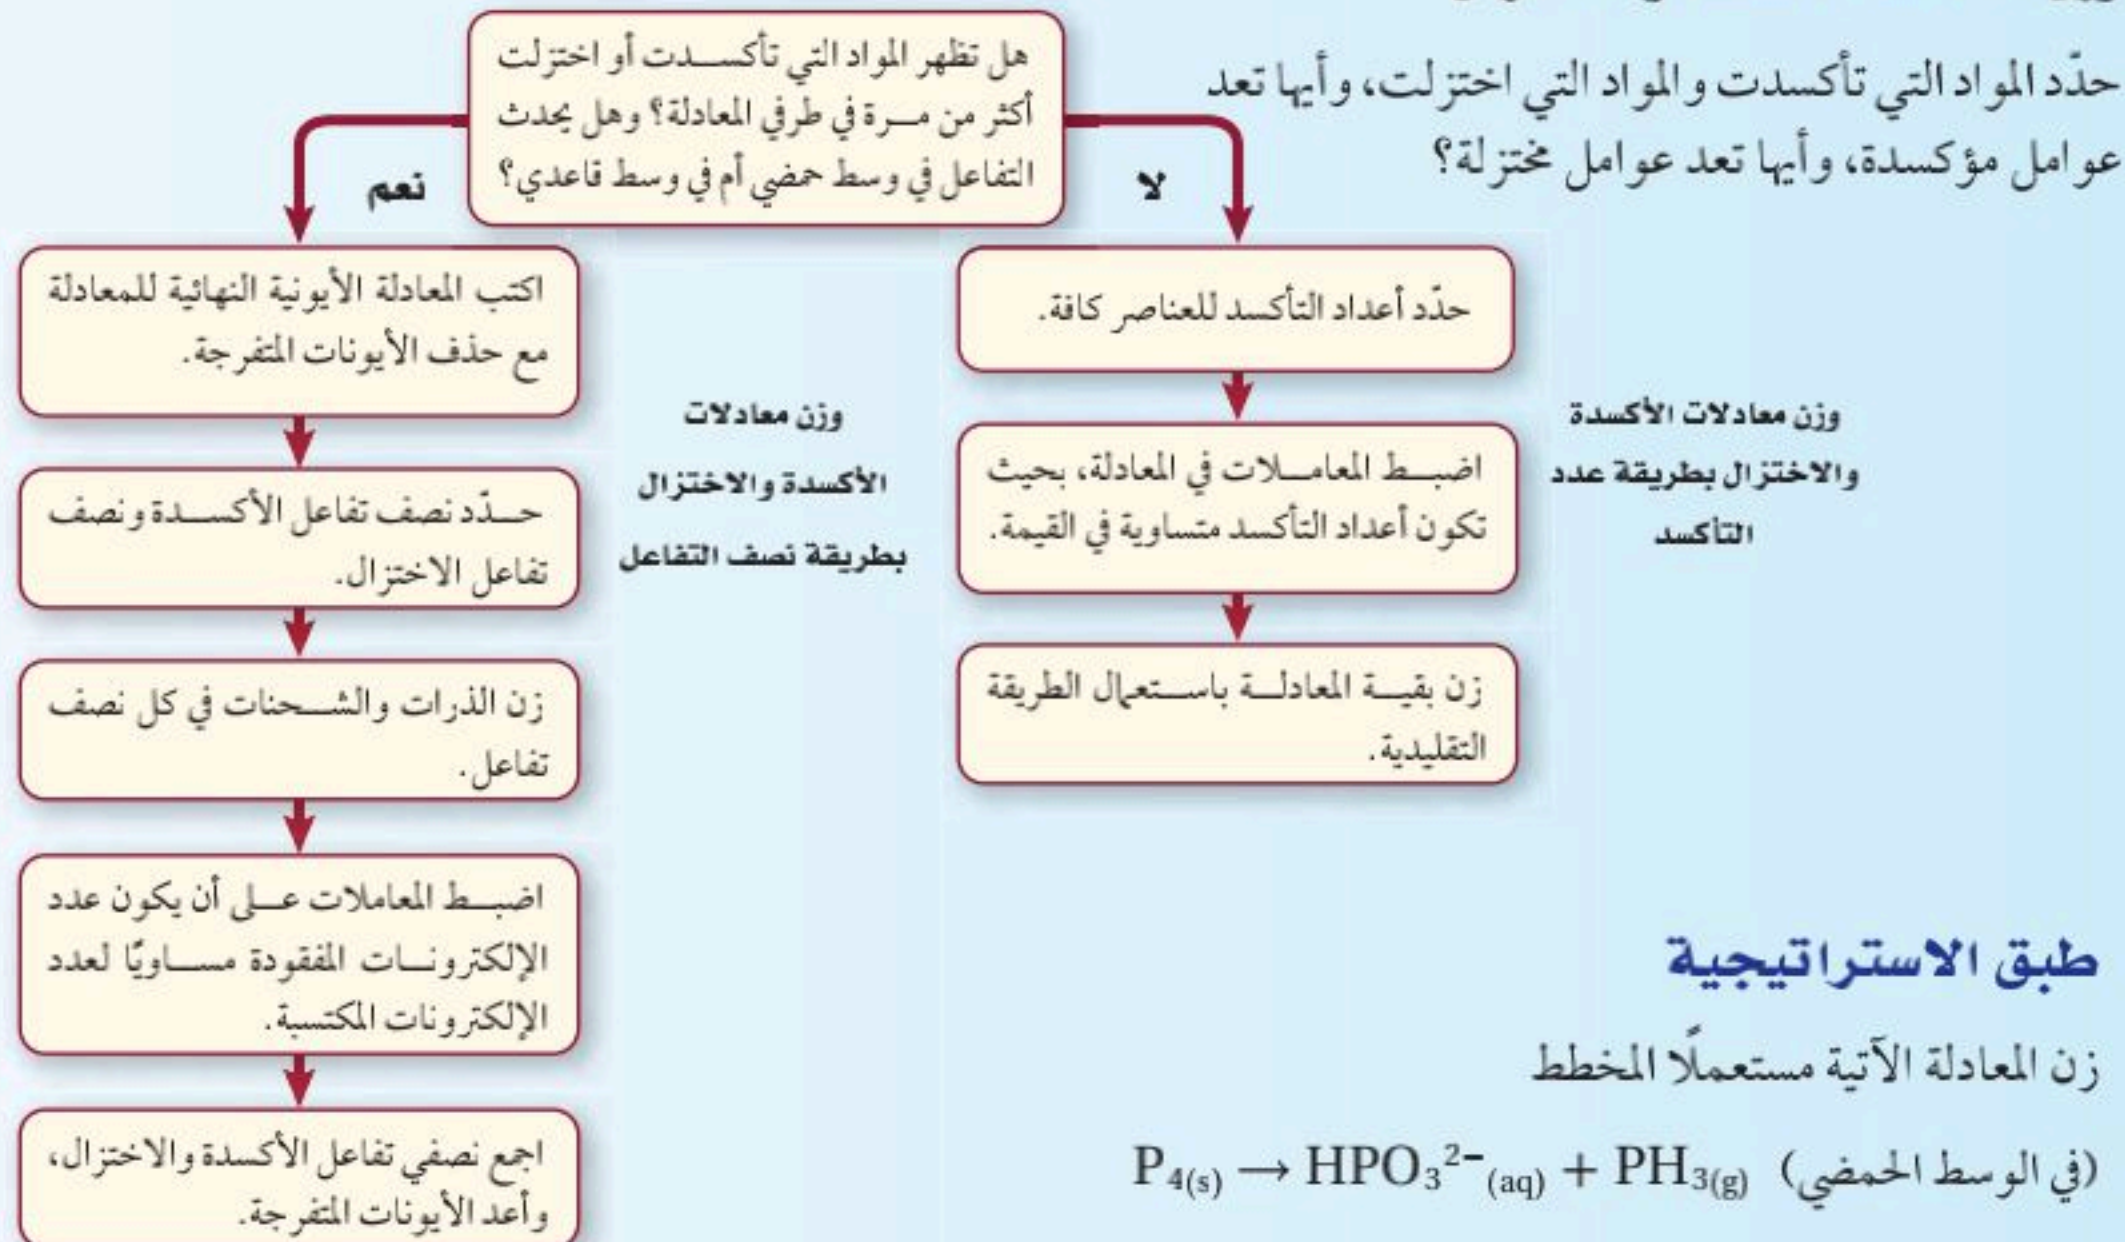 حدّد المواد التي تأكسدت والمواد التي اختزلت، وأيها تعد
عوامل مؤكسدة، وأيها تعد عوامل مختزلة؟
هل تظهر المواد التي تأكسدت أو اختزلت
أكثر من مرة في طرفي المعادلة؟ وهل يحدث
التفاعل في وسط حمضي أم في وسط قاعدي؟
لا
نعم
حدّد أعداد التأكسد للعناصر كافة.
اضبط المعاملات في المعادلة، بحيث
تكون أعداد التأكسد متساوية في القيمة.
زن بقية المعادلة باستعمال الطريقة
التقليدية.
وزن معادلات الأكسدة
والاختزال بطريقة عدد
التأكسد
اكتب المعادلة الأيونية النهائية للمعادلة
مع حذف الأيونات المتفرجة.
حدّد نصف تفاعل الأكسدة ونصف
تفاعل الاختزال.
زن الذرات والشحنات في كل نصف
تفاعل.
اضبط المعاملات على أن يكون عدد
الإلكترونات المفقودة مساويًا لعدد
الإلكترونات المكتسبة.
اجمع نصفي تفاعل الأكسدة والاختزال،
وأعد الأيونات المتفرجة.
وزن معادلات
الأكسدة والاختزال
بطريقة نصف التفاعل
طبق الاستراتيجية
زن المعادلة الآتية مستعملًا المخطط
P₄(s) → HPO₃²⁻(aq) + PH₃(g) (في الوسط الحمضي)